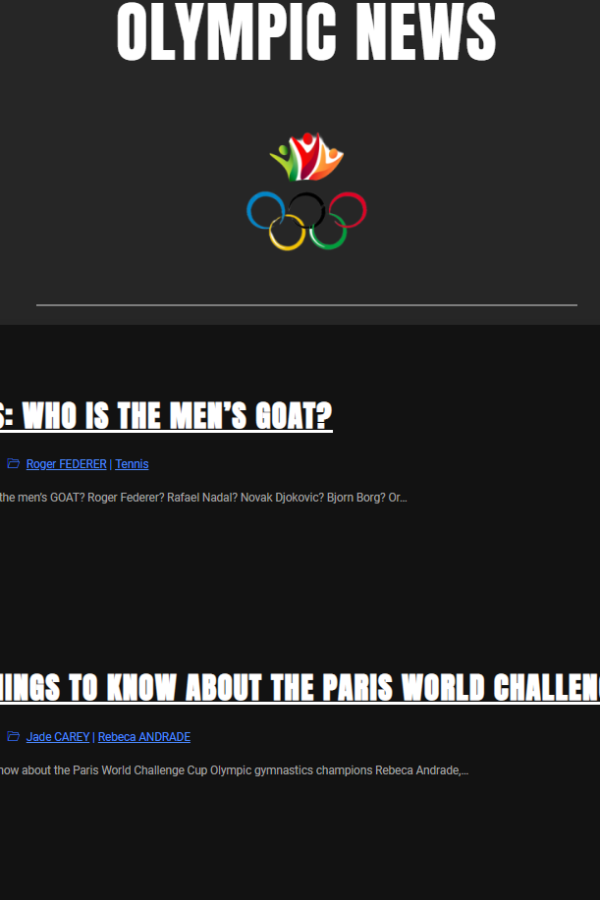 OLYMPIC NEWS
S: WHO IS THE MEN’S GOAT?
Roger FEDERER | Tennis
the men's GOAT? Roger Federer? Rafael Nadal? Novak Djokovic? Bjorn Borg? Or...
INGS TO KNOW ABOUT THE PARIS WORLD CHALLEN
Jade CAREY | Rebeca ANDRADE
now about the Paris World Challenge Cup Olympic gymnastics champions Rebeca Andrade,...